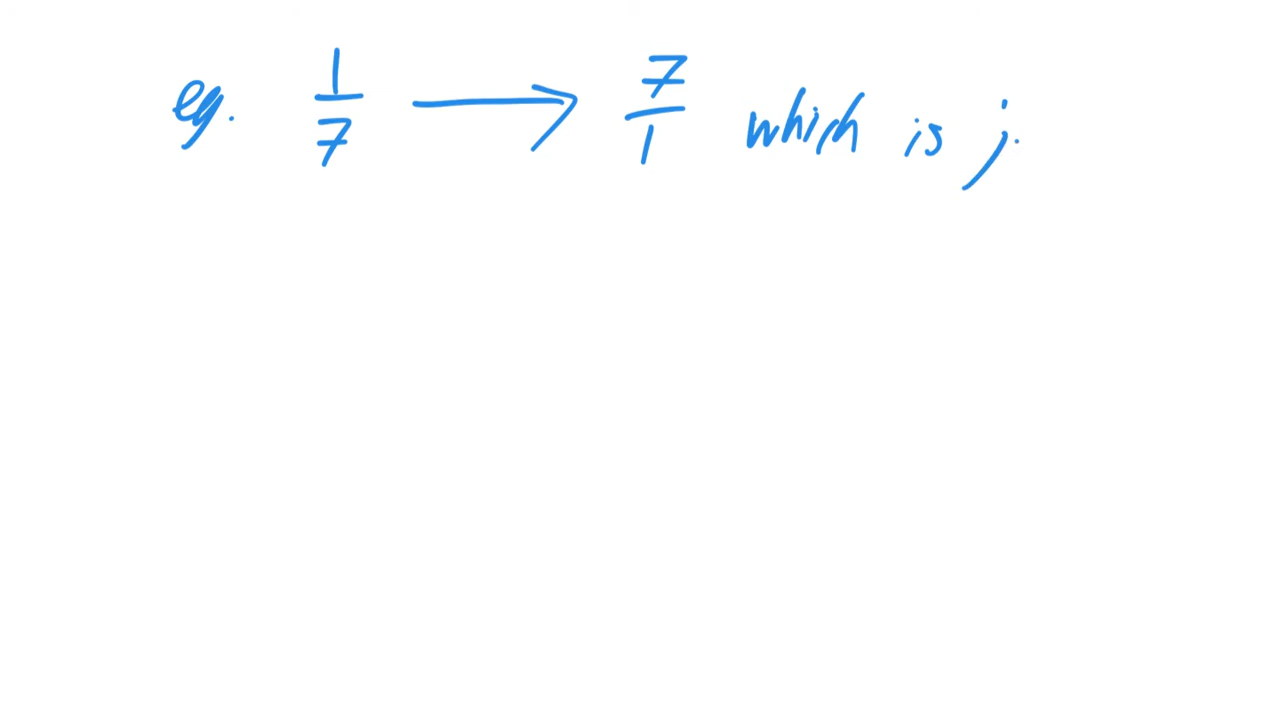 eg. 1/7 → 7/1 which is j.